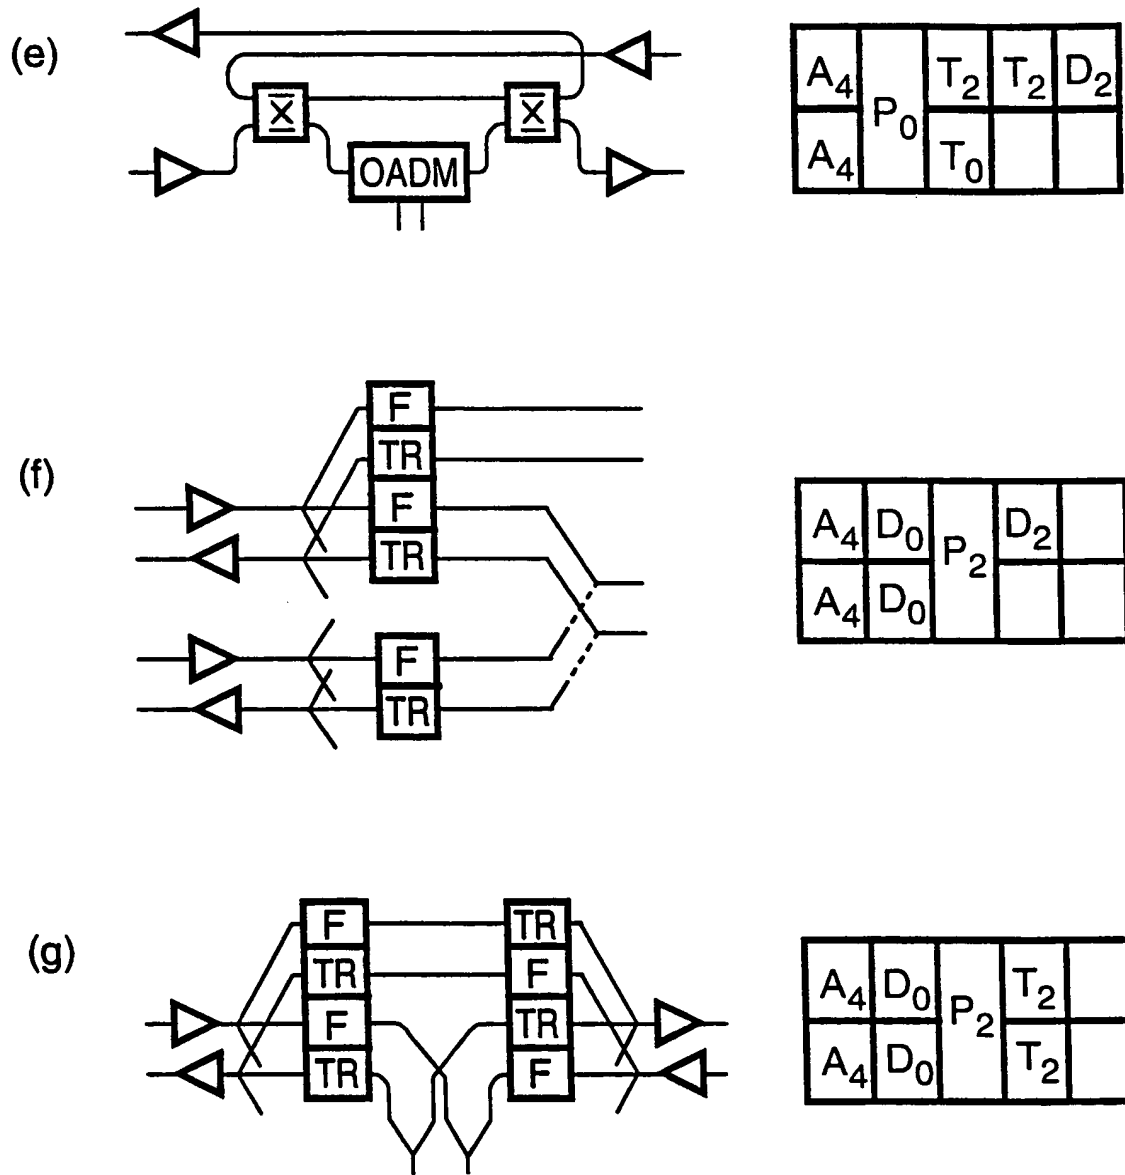 (e)
X X
OADM
A4 P0 T2 T2 D2
A4 T0
(f)
F
TR
F
TR
F
TR
A4 D0 P2 D2
A4 D0
(g)
F TR
TR F
F TR
TR F
A4 D0 P2 T2
A4 D0 T2